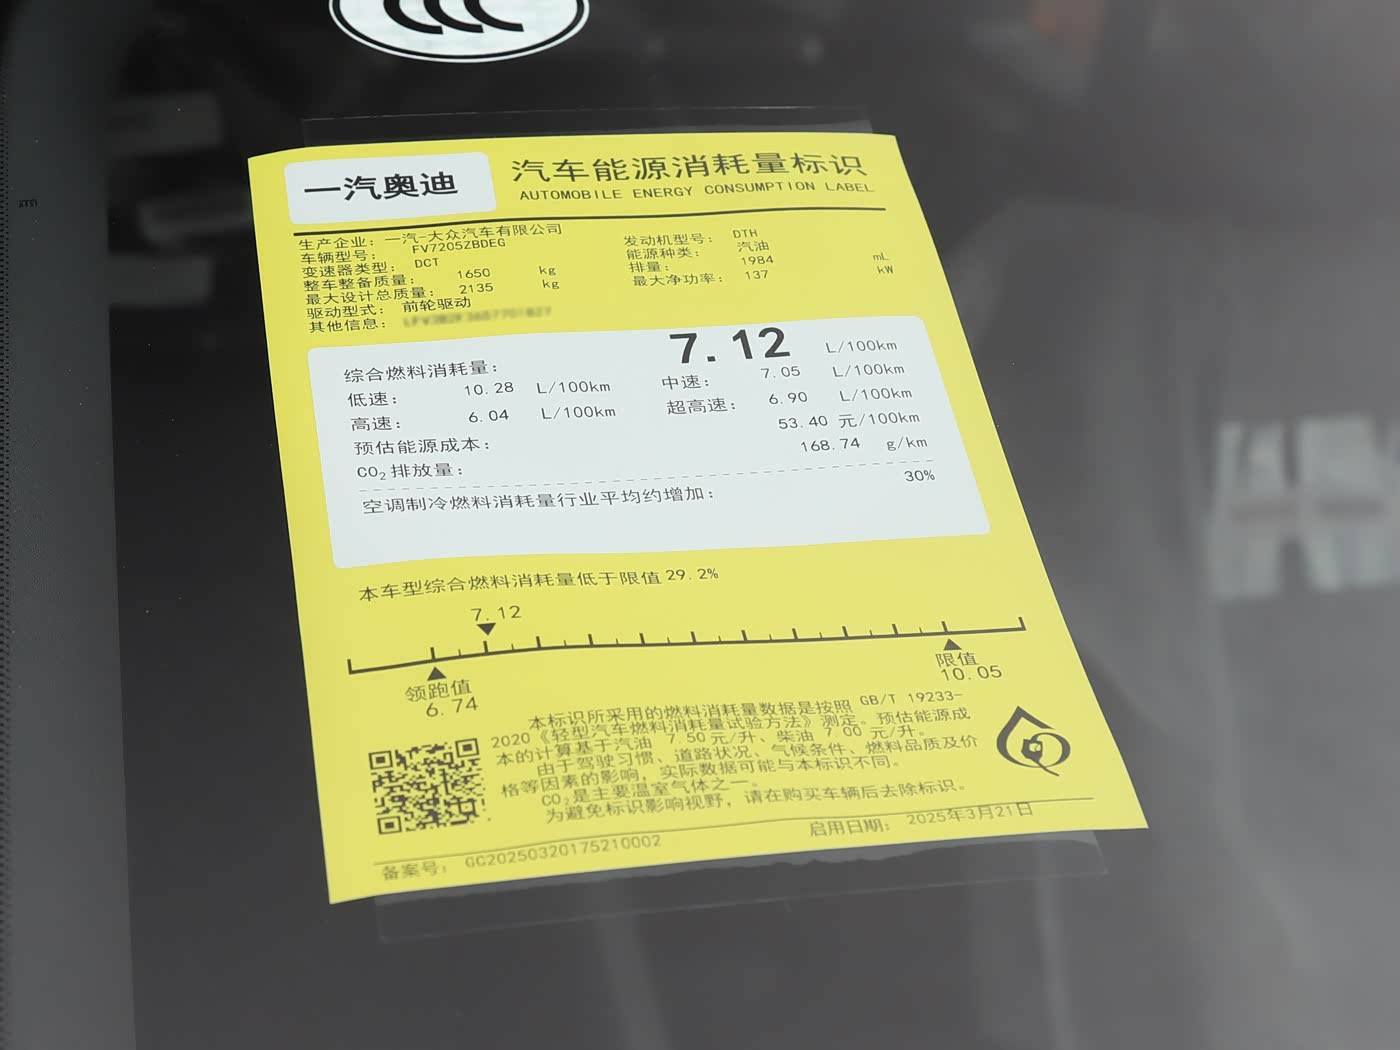 CCC
一汽奥迪
汽车能源消耗量标识
AUTOMOBILE ENERGY CONSUMPTION LABEL
生产企业： 一汽-大众汽车有限公司
车辆型号： FV7205ZBDEG 发动机型号： DTH
变速器类型： DCT 能源种类： 汽油
整车整备质量： 1650 kg 排量： 1984 mL
最大设计总质量： 2135 kg 最大净功率： 137 kW
驱动型式： 前轮驱动
其他信息：
综合燃料消耗量： 7.12 L/100km
低速： 10.28 L/100km 中速： 7.05 L/100km
高速： 6.04 L/100km 超高速： 6.90 L/100km
预估能源成本： 53.40 元/100km
CO₂排放量： 168.74 g/km
空调制冷燃料消耗量行业平均约增加： 30%
本车型综合燃料消耗量低于限值29.2%
7.12
领跑值
6.74
限值
10.05
本标识所采用的燃料消耗量数据是按照 GB/T 19233-
2020《轻型汽车燃料消耗量试验方法》测定。预估能源成
本的计算基于汽油 7.50元/升、柴油 7.00 元/升。
由于驾驶习惯、道路状况、气候条件、燃料品质及价
格等因素的影响，实际数据可能与本标识不同。
CO₂是主要温室气体之一。
为避免标识影响视野，请在购买车辆后去除标识。
备案号： GC20250320175210002 启用日期： 2025年3月21日